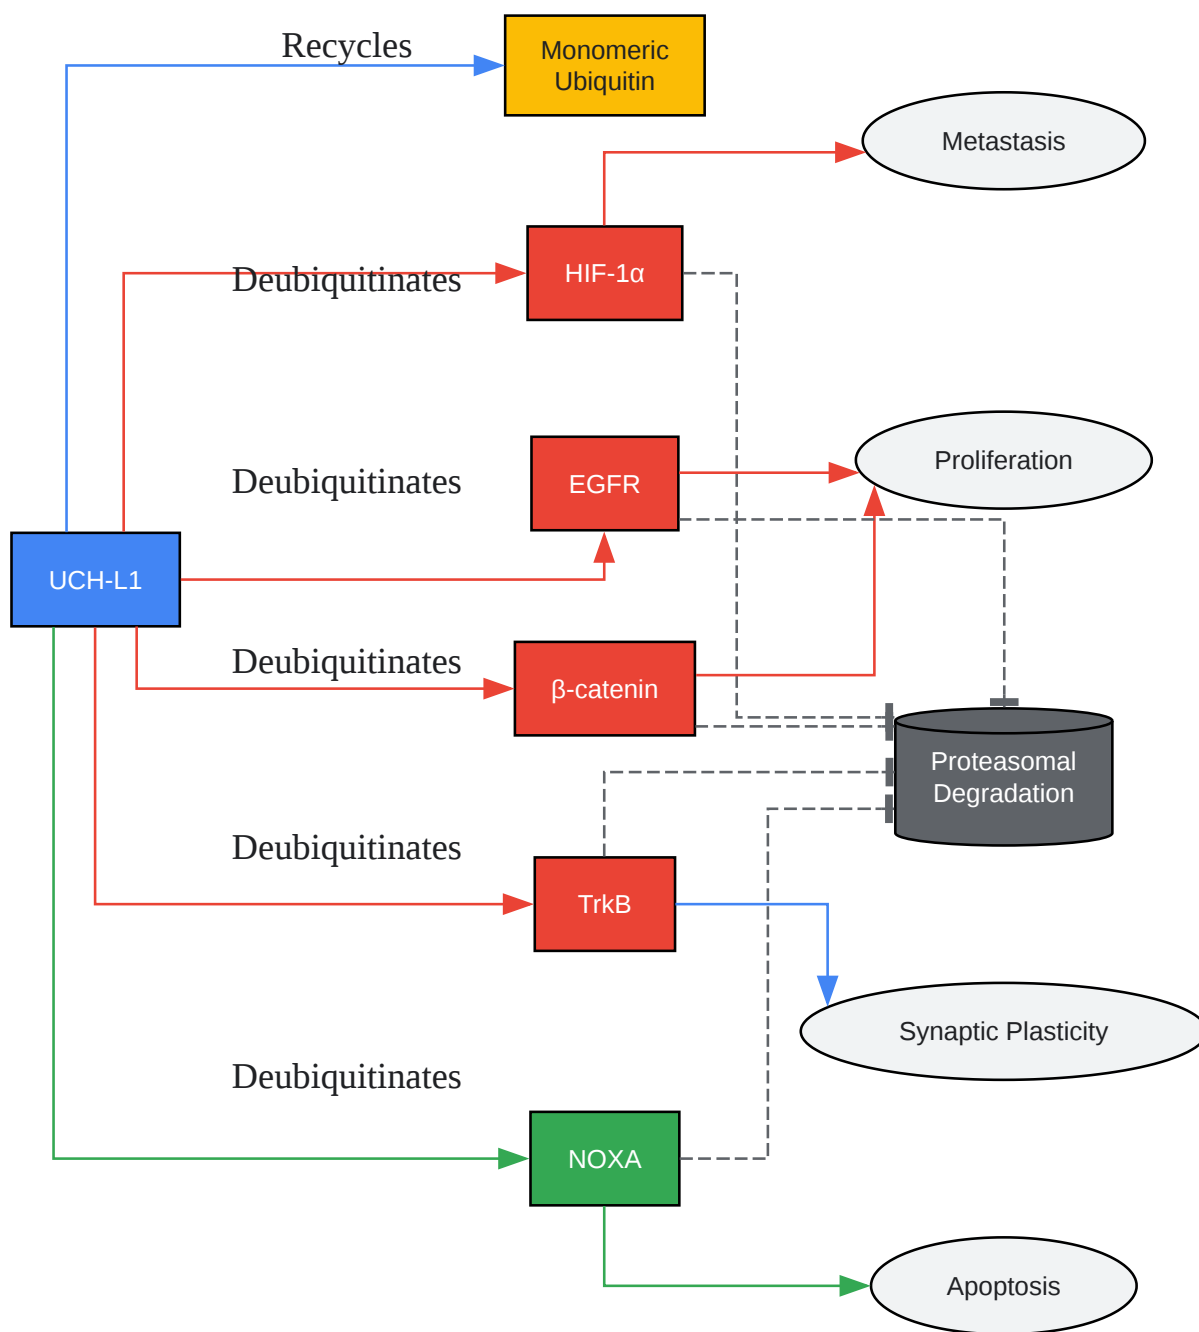 Recycles
Monomeric
Ubiquitin
Metastasis
Deubiquitinates
HIF-1α
Deubiquitinates
EGFR
Proliferation
UCH-L1
Deubiquitinates
β-catenin
Proteasomal
Degradation
Deubiquitinates
TrkB
Synaptic Plasticity
Deubiquitinates
NOXA
Apoptosis